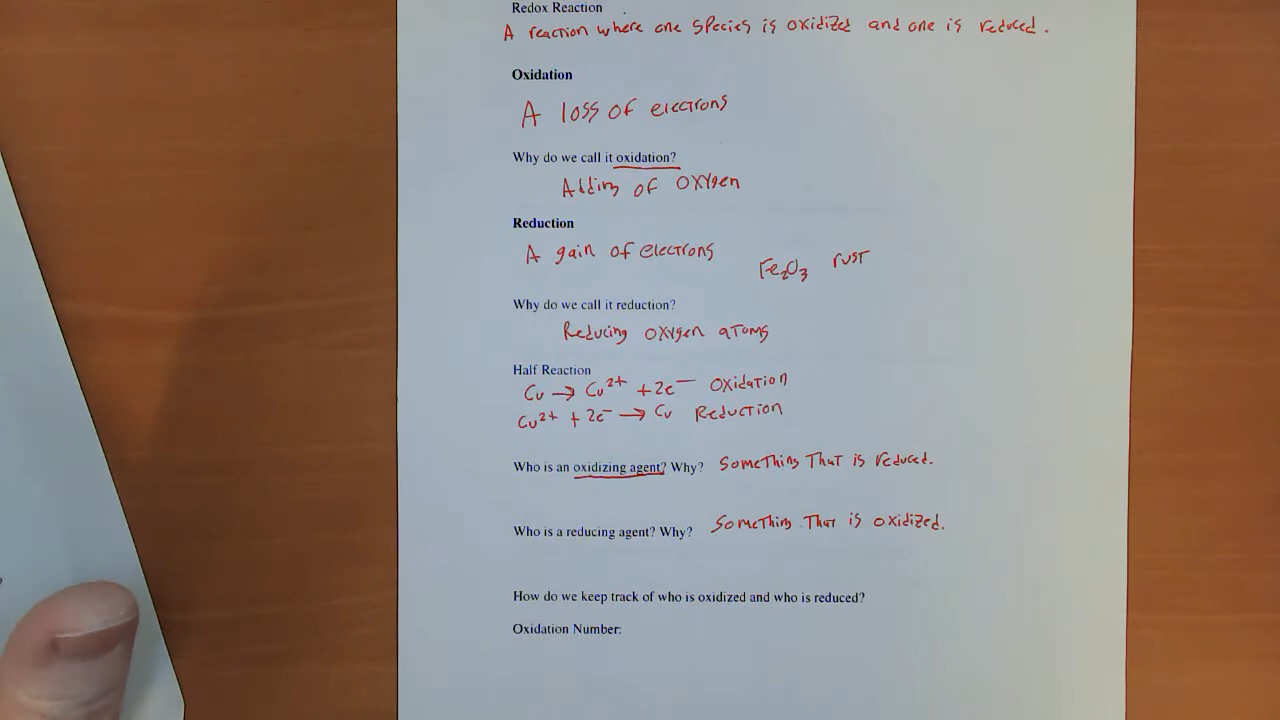 Redox Reaction
A reaction where one species is oxidized and one is reduced.
Oxidation
A loss of electrons
Why do we call it oxidation?
Adding of oxygen
Reduction
A gain of electrons
Fe₂O₃ rust
Why do we call it reduction?
Reducing oxygen atoms
Half Reaction
Cu → Cu²⁺ + 2e⁻ Oxidation
Cu²⁺ + 2e⁻ → Cu Reduction
Who is an oxidizing agent? Why? Something That is reduced.
Who is a reducing agent? Why? Something That is oxidized.
How do we keep track of who is oxidized and who is reduced?
Oxidation Number: